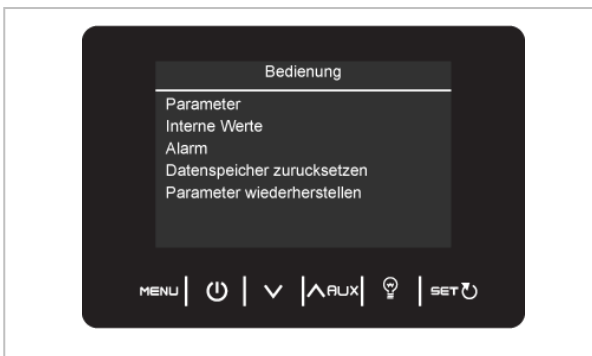 Bedienung
Parameter
Interne Werte
Alarm
Datenspeicher zurucksetzen
Parameter wiederherstellen
MENU AUX SET